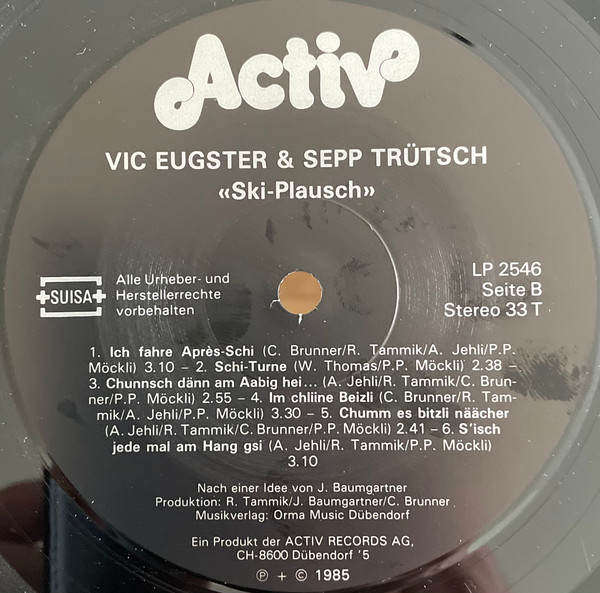 Activ
VIC EUGSTER & SEPP TRÜTSCH
«Ski-Plausch»
SUISA
Alle Urheber- und
Herstellerrechte
vorbehalten
LP 2546
Seite B
Stereo 33 T
1. Ich fahre Après-Schi (C. Brunner/R. Tammik/A. Jehli/P.P.
Möckli) 3.10 – 2. Schi-Turne (W. Thomas/P.P. Möckli) 2.38 –
3. Chunnsch dänn am Aabig hei... (A. Jehli/R. Tammik/C. Brun-
ner/P.P. Möckli) 2.55 – 4. Im chliine Beizli (C. Brunner/R. Tam-
mik/A. Jehli/P.P. Möckli) 3.30 – 5. Chumm es bitzli näächer
(A. Jehli/R. Tammik/C. Brunner/P.P. Möckli) 2.41 – 6. S'isch
jede mal am Hang gsi (A. Jehli/R. Tammik/P.P. Möckli)
3.10
Nach einer Idee von J. Baumgartner
Produktion: R. Tammik/J. Baumgartner/C. Brunner
Musikverlag: Orma Music Dübendorf
Ein Produkt der ACTIV RECORDS AG,
CH-8600 Dübendorf '5
℗ + © 1985